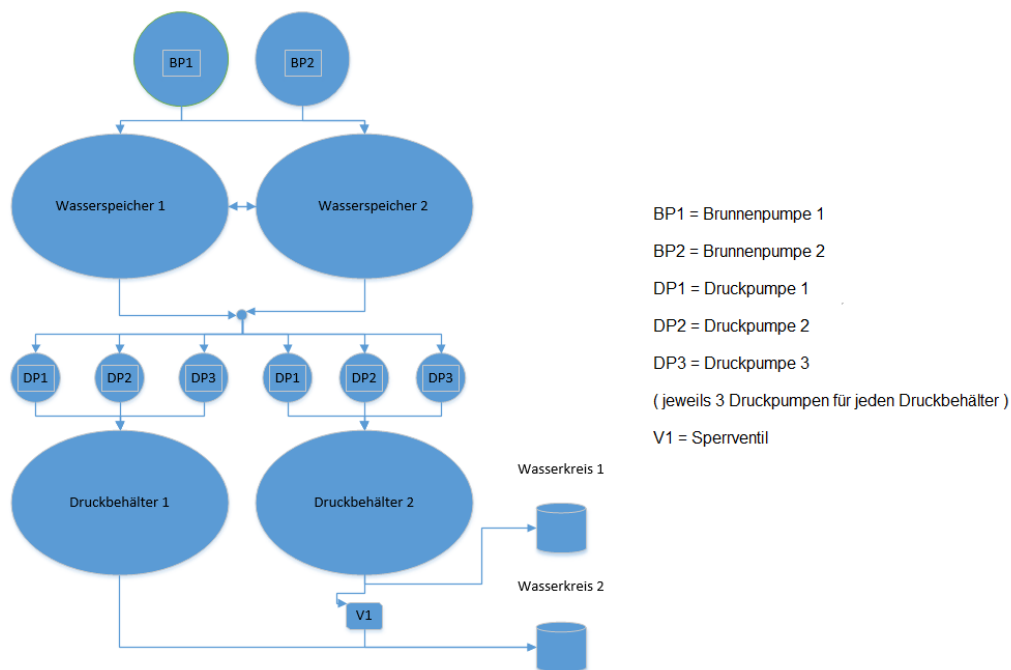 BP1
BP2
Wasserspeicher 1
Wasserspeicher 2
DP1
DP2
DP3
DP1
DP2
DP3
Druckbehälter 1
Druckbehälter 2
V1
Wasserkreis 1
Wasserkreis 2
BP1 = Brunnenpumpe 1
BP2 = Brunnenpumpe 2
DP1 = Druckpumpe 1
DP2 = Druckpumpe 2
DP3 = Druckpumpe 3
( jeweils 3 Druckpumpen für jeden Druckbehälter )
V1 = Sperrventil